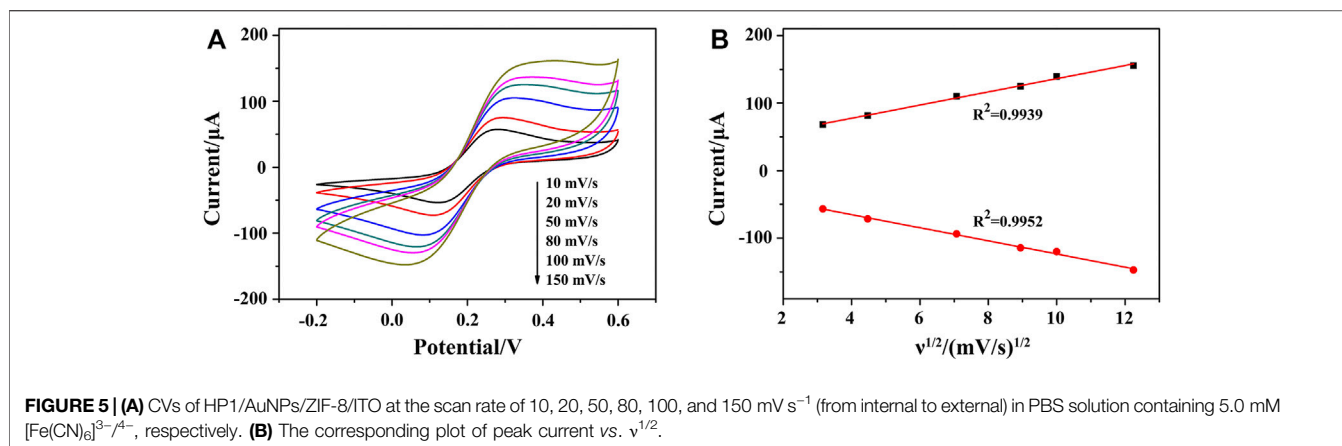 A
200
100
0
-100
-200
Current/μA
-0.2
0.0
0.2
0.4
0.6
Potential/V
10 mV/s
20 mV/s
50 mV/s
80 mV/s
100 mV/s
150 mV/s
B
200
100
0
-100
Current/μA
R²=0.9939
R²=0.9952
2
4
6
8
10
12
ν^1/2/(mV/s)^1/2
FIGURE 5 | (A) CVs of HP1/AuNPs/ZIF-8/ITO at the scan rate of 10, 20, 50, 80, 100, and 150 mV s⁻¹ (from internal to external) in PBS solution containing 5.0 mM
[Fe(CN)₆]³⁻/⁴⁻, respectively. (B) The corresponding plot of peak current vs. ν^1/2.